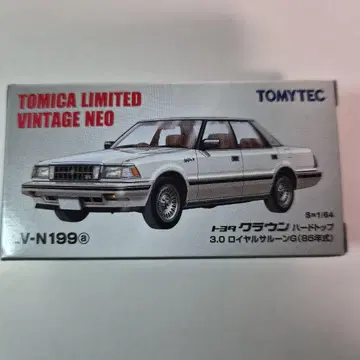 TOMICA LIMITED
VINTAGE NEO
TOMYTEC
LV-N199a
S=1/64
トヨタ クラウン ハードトップ
3.0 ロイヤルサルーンG(85年式)